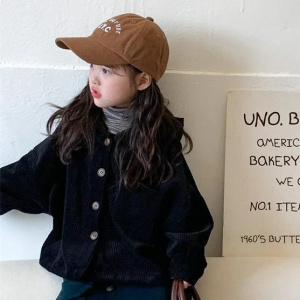 UNO. B
AMERIC
BAKERY
WE C
NO.1 ITEM
1960'S BUTTE